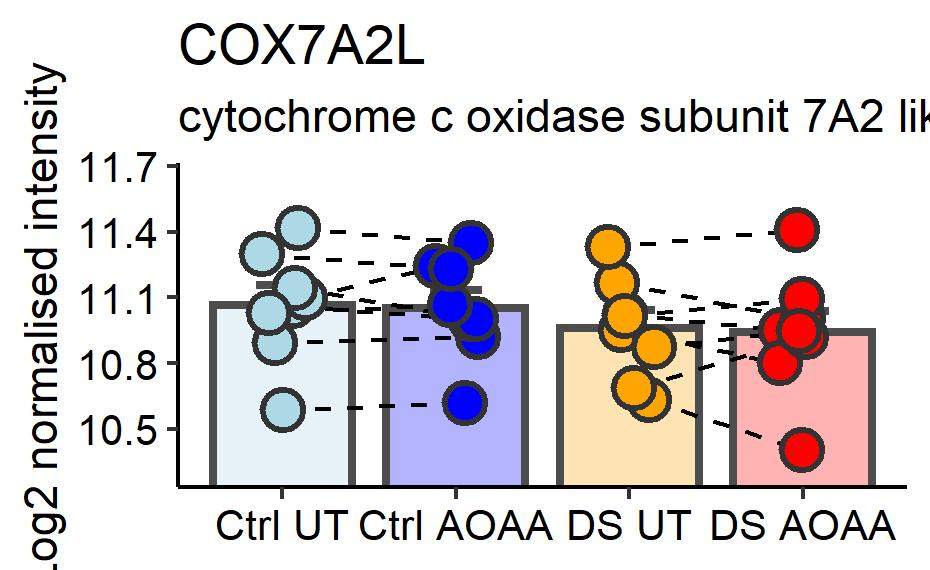 COX7A2L
cytochrome c oxidase subunit 7A2 lik
Log2 normalised intensity
11.7
11.4
11.1
10.8
10.5
Ctrl UT
Ctrl AOAA
DS UT
DS AOAA